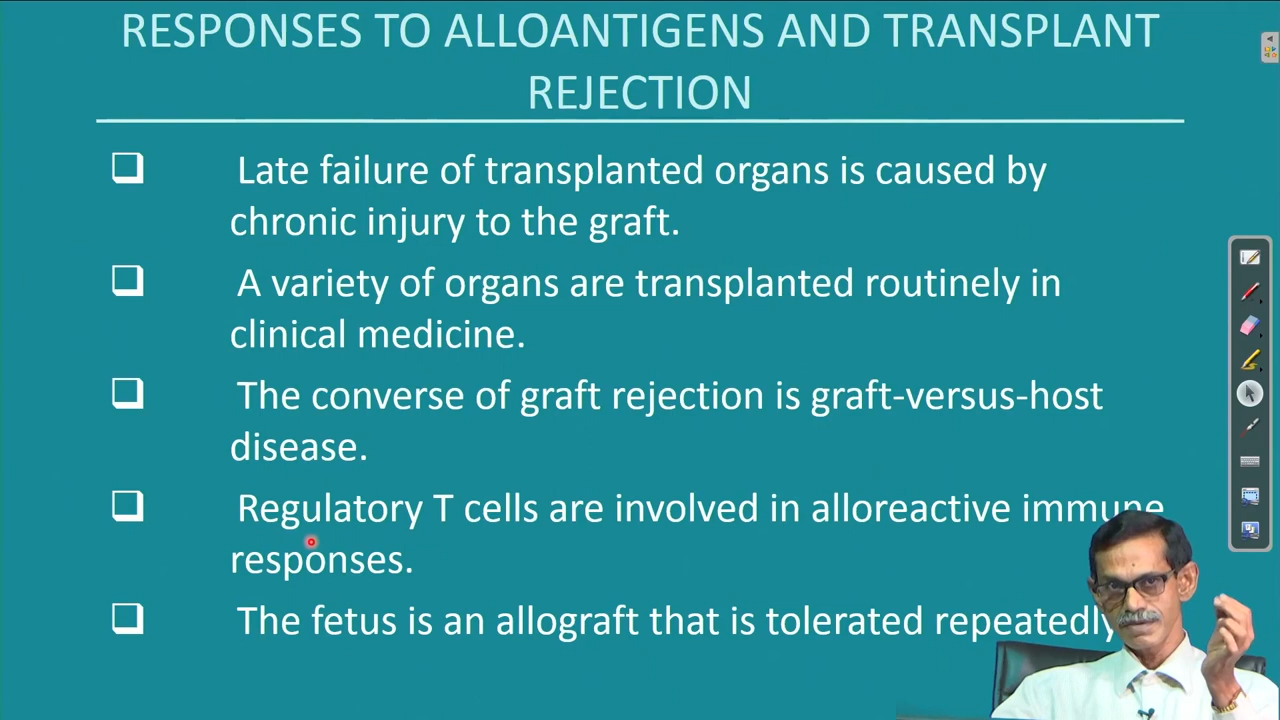 RESPONSES TO ALLOANTIGENS AND TRANSPLANT
REJECTION
Late failure of transplanted organs is caused by
chronic injury to the graft.
A variety of organs are transplanted routinely in
clinical medicine.
The converse of graft rejection is graft-versus-host
disease.
Regulatory T cells are involved in alloreactive immune
responses.
The fetus is an allograft that is tolerated repeatedly